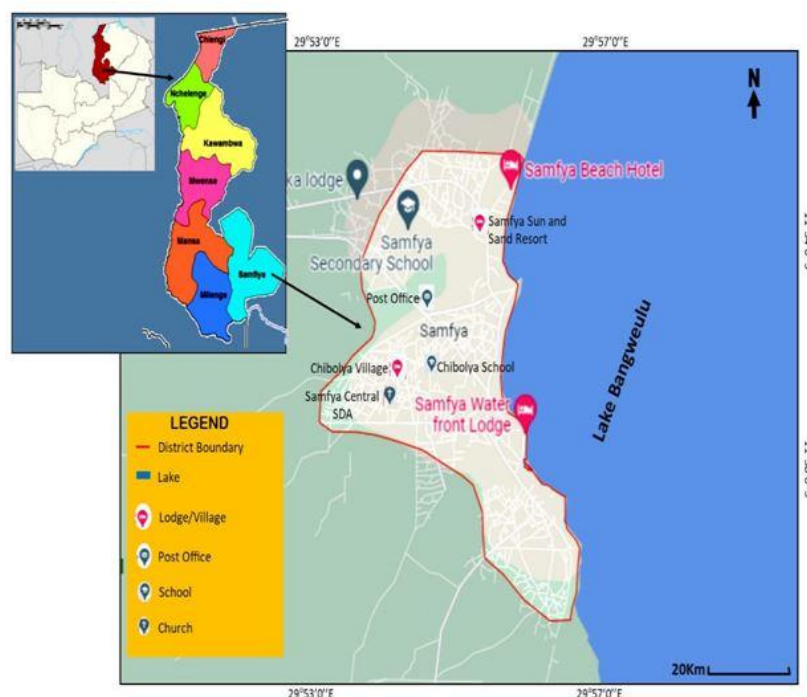 29°53'0''E
29°57'0''E
Chiengi
Nchelenge
Kawambwa
Mwense
Mansa
Samfya
Milenge
N
Samfya Beach Hotel
ka lodge
Samfya Sun and
Sand Resort
Samfya
Secondary School
Post Office
Samfya
Chibolya Village
Chibolya School
Samfya Central
SDA
Samfya Water
front Lodge
Lake Bangweulu
LEGEND
District Boundary
Lake
Lodge/Village
Post Office
School
Church
20Km
29°53'0''E
29°57'0''E